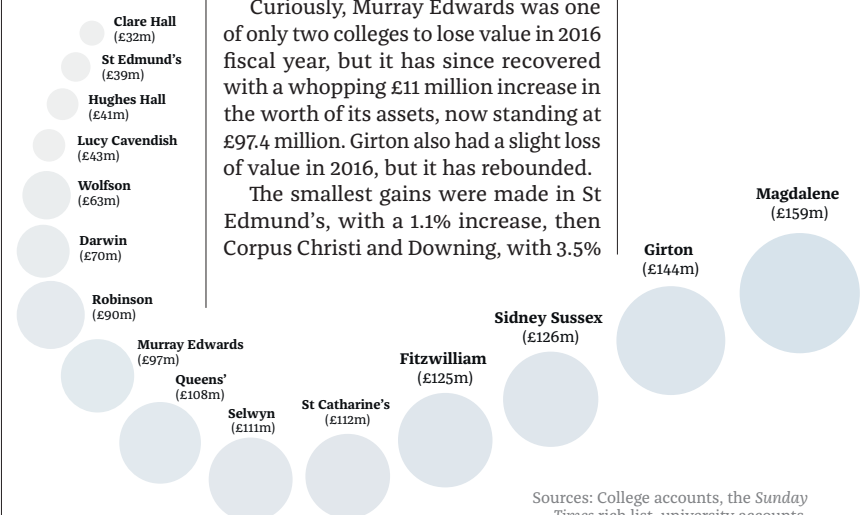 Clare Hall
(£32m)
St Edmund's
(£39m)
Hughes Hall
(£41m)
Lucy Cavendish
(£43m)
Wolfson
(£63m)
Darwin
(£70m)
Robinson
(£90m)
Murray Edwards
(£97m)
Queens'
(£108m)
Selwyn
(£111m)
St Catharine's
(£112m)
Fitzwilliam
(£125m)
Sidney Sussex
(£126m)
Girton
(£144m)
Magdalene
(£159m)
Curiously, Murray Edwards was one
of only two colleges to lose value in 2016
fiscal year, but it has since recovered
with a whopping £11 million increase in
the worth of its assets, now standing at
£97.4 million. Girton also had a slight loss
of value in 2016, but it has rebounded.
The smallest gains were made in St
Edmund's, with a 1.1% increase, then
Corpus Christi and Downing, with 3.5%
Sources: College accounts, the Sunday
Times rich list, university accounts